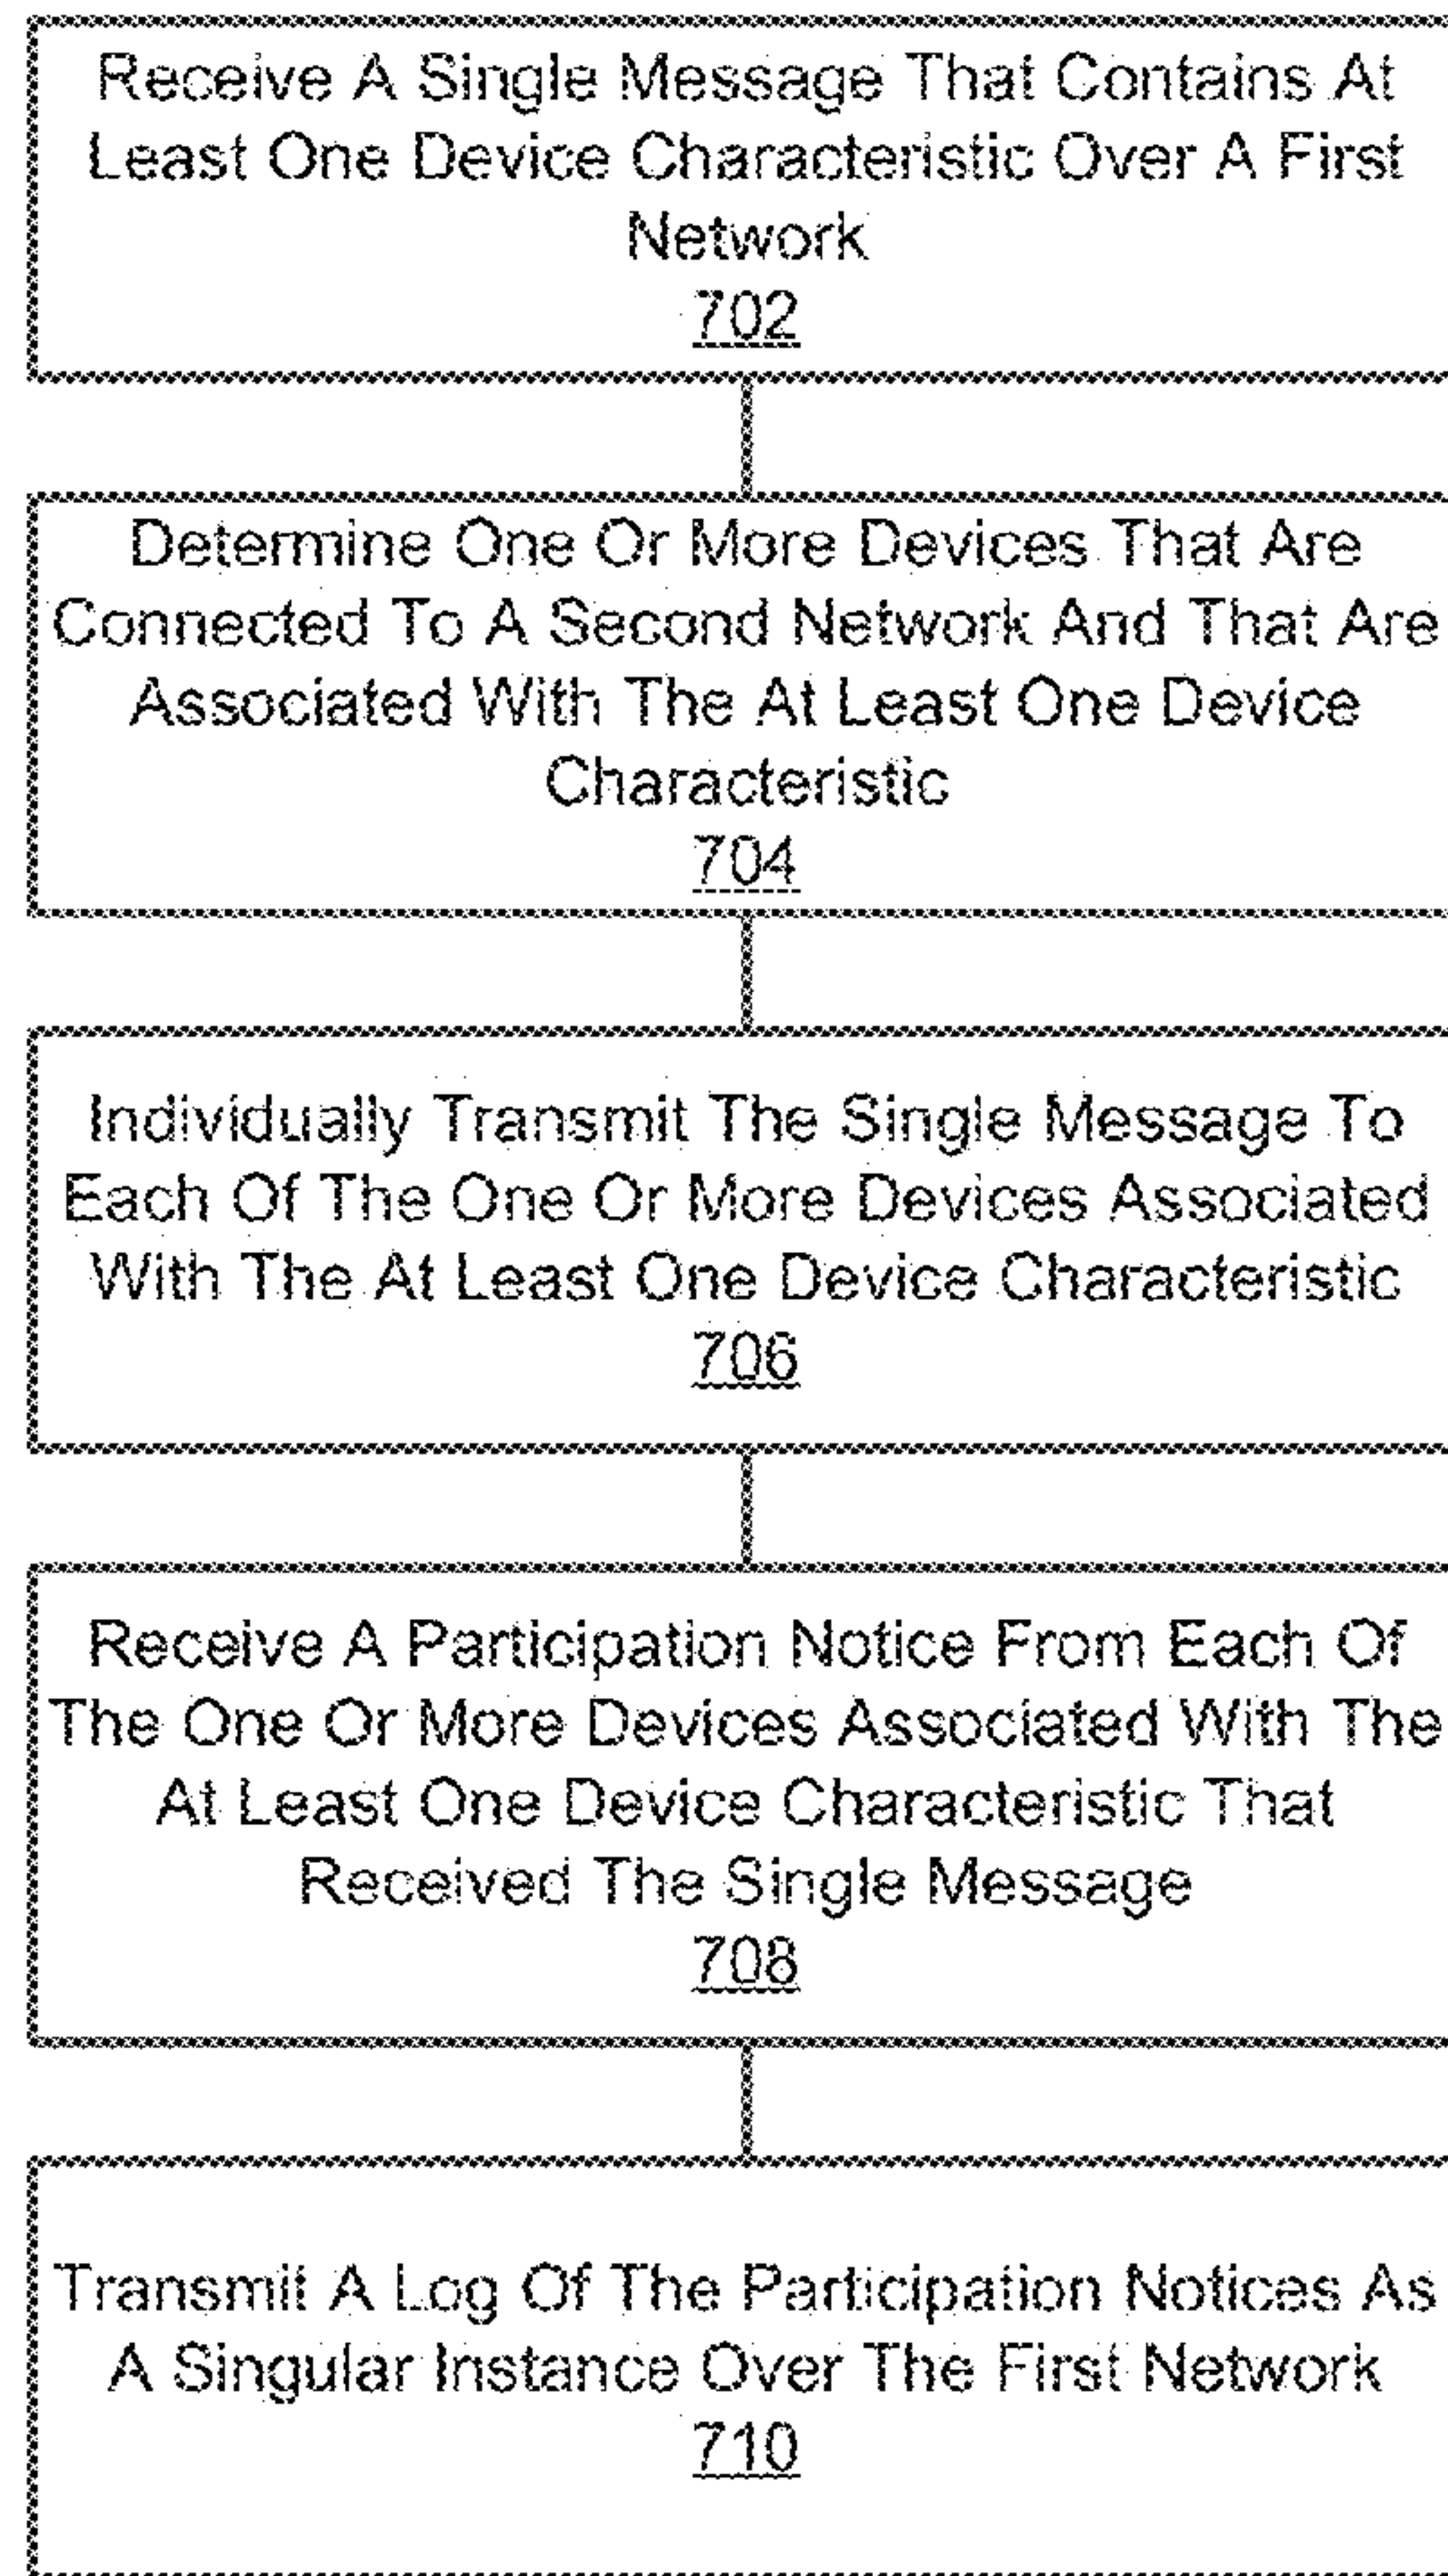 Receive A Single Message That Contains At
Least One Device Characteristic Over A First
Network
702
Determine One Or More Devices That Are
Connected To A Second Network And That Are
Associated With The At Least One Device
Characteristic
704
Individually Transmit The Single Message To
Each Of The One Or More Devices Associated
With The At Least One Device Characteristic
706
Receive A Participation Notice From Each Of
The One Or More Devices Associated With The
At Least One Device Characteristic That
Received The Single Message
708
Transmit A Log Of The Participation Notices As
A Singular Instance Over The First Network
710